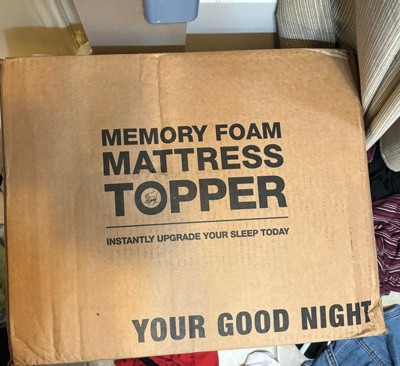 MEMORY FOAM
MATTRESS
TOPPER
INSTANTLY UPGRADE YOUR SLEEP TODAY
YOUR GOOD NIGHT